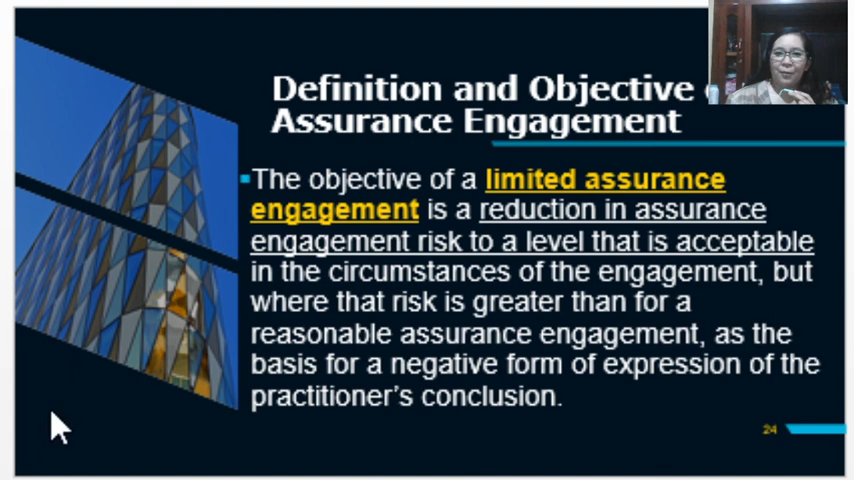 Definition and Objective
Assurance Engagement
The objective of a limited assurance
engagement is a reduction in assurance
engagement risk to a level that is acceptable
in the circumstances of the engagement, but
where that risk is greater than for a
reasonable assurance engagement, as the
basis for a negative form of expression of the
practitioner’s conclusion.
24